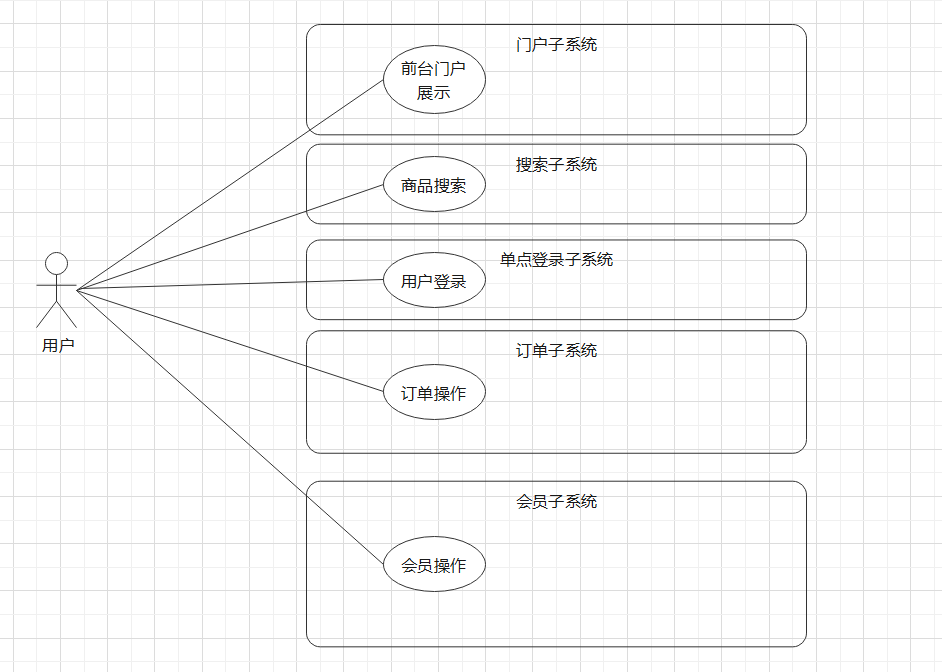 门户子系统
前台门户
展示
搜索子系统
商品搜索
单点登录子系统
用户登录
用户
订单子系统
订单操作
会员子系统
会员操作